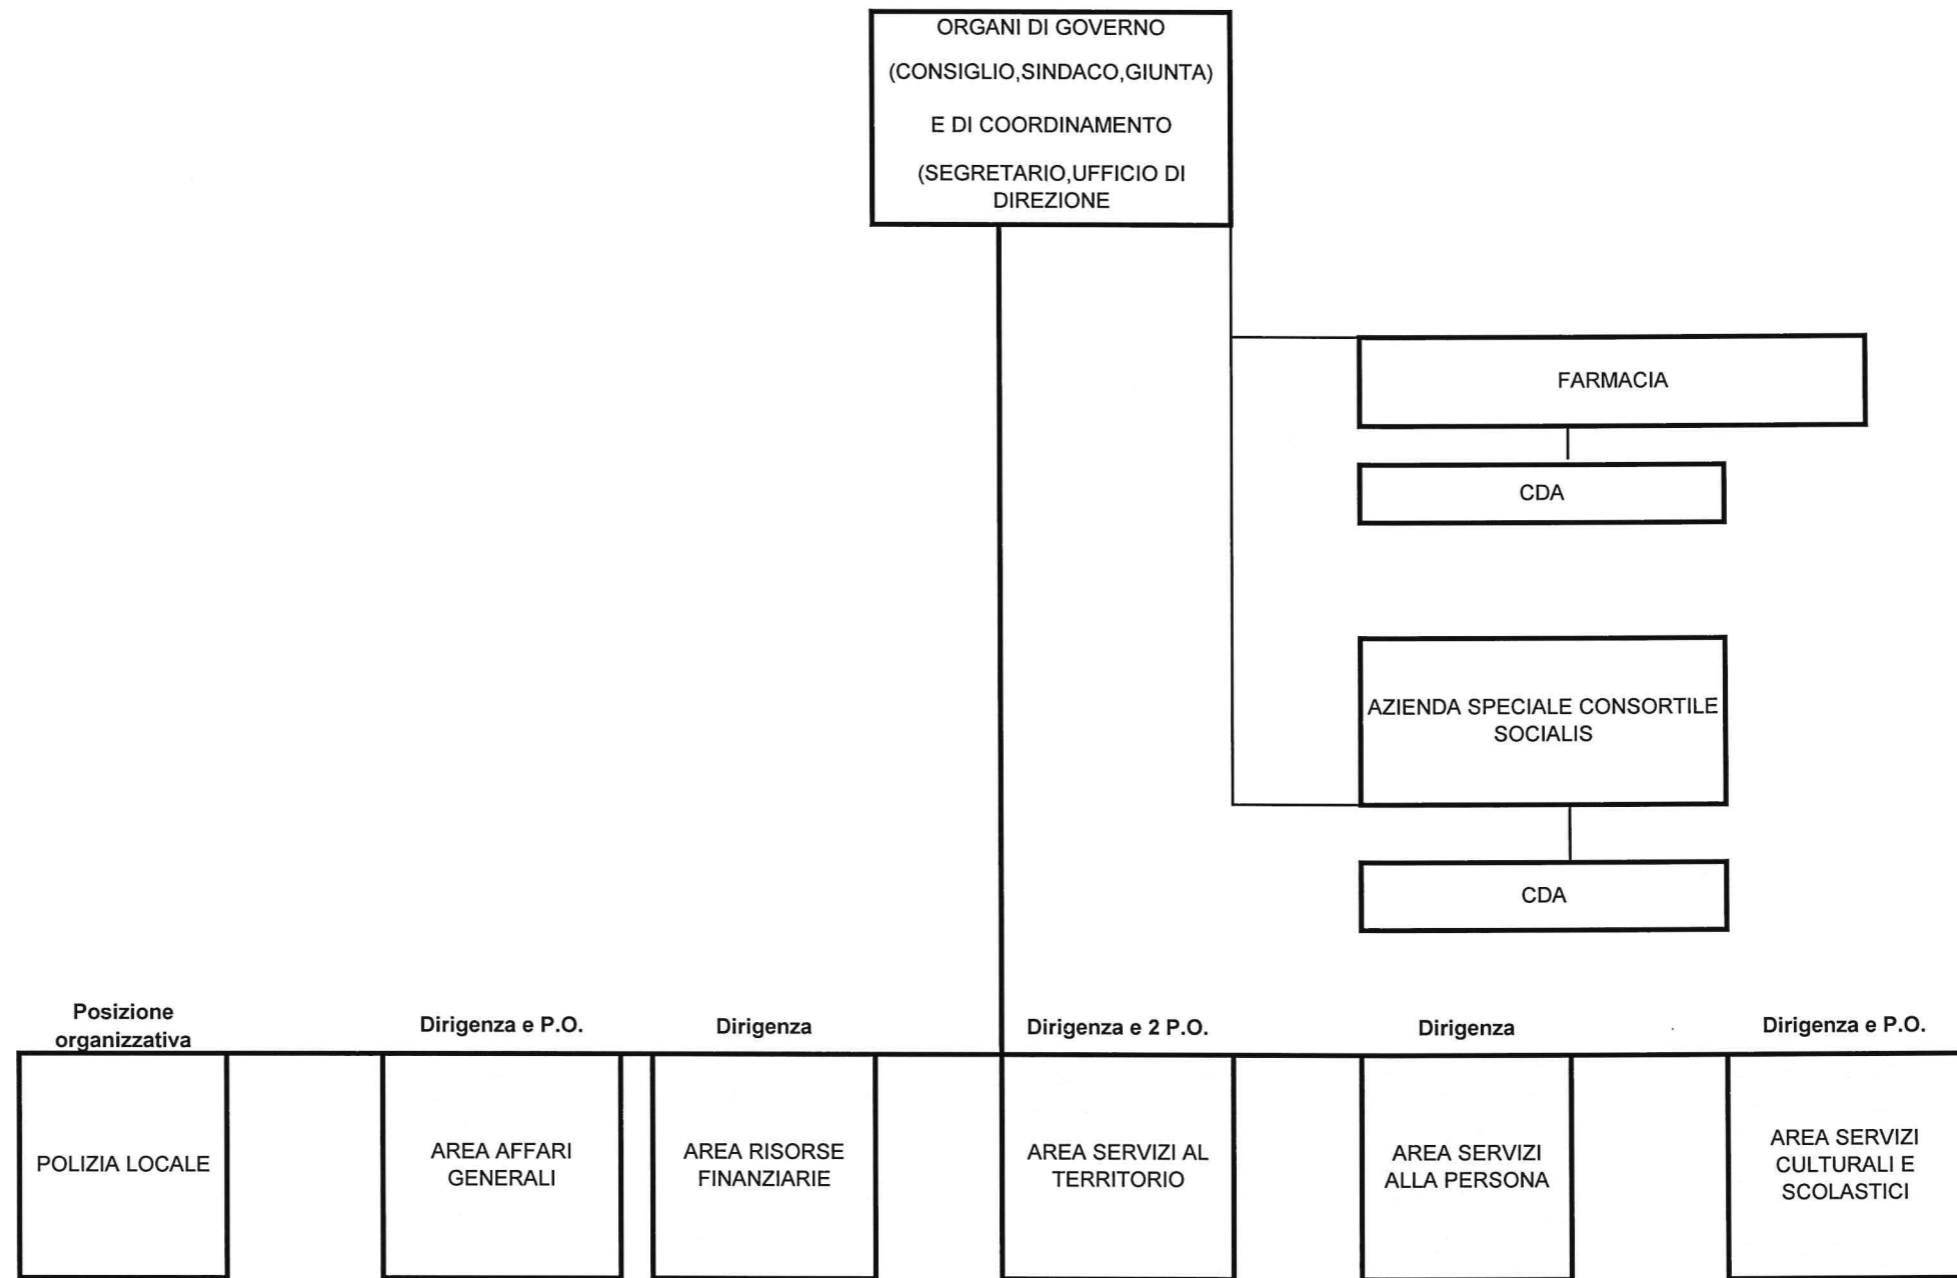 ORGANI DI GOVERNO
(CONSIGLIO,SINDACO,GIUNTA)
E DI COORDINAMENTO
(SEGRETARIO,UFFICIO DI
DIREZIONE
FARMACIA
CDA
AZIENDA SPECIALE CONSORTILE
SOCIALIS
CDA
Posizione
organizzativa
Dirigenza e P.O.
Dirigenza
Dirigenza e 2 P.O.
Dirigenza
Dirigenza e P.O.
POLIZIA LOCALE
AREA AFFARI
GENERALI
AREA RISORSE
FINANZIARIE
AREA SERVIZI AL
TERRITORIO
AREA SERVIZI
ALLA PERSONA
AREA SERVIZI
CULTURALI E
SCOLASTICI